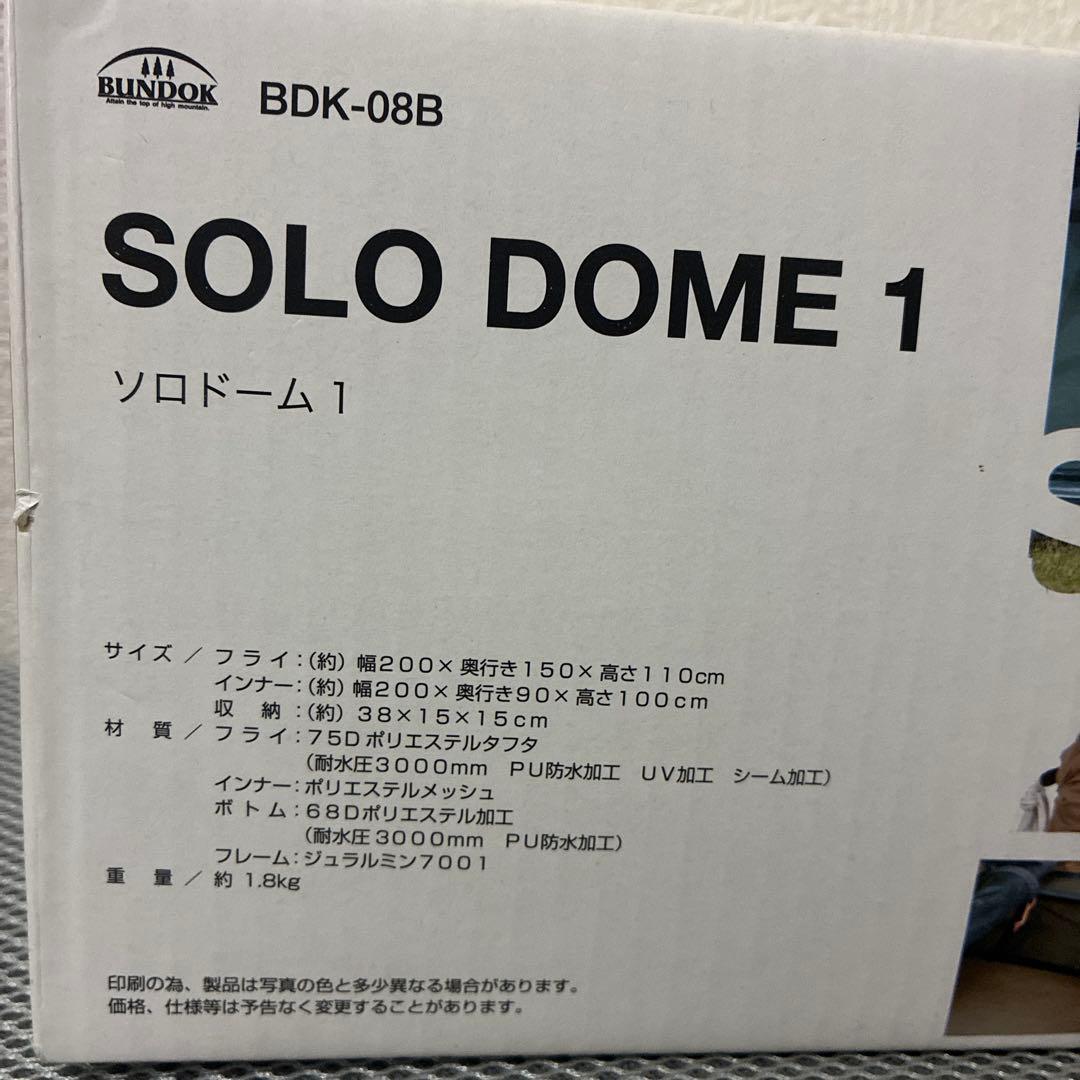 BUNDOK
Attain the top of high mountain.
BDK-08B
SOLO DOME 1
ソロドーム 1
サイズ / フライ:(約) 幅200× 奥行き150× 高さ110cm
インナー:(約) 幅200× 奥行き90× 高さ100cm
収 納:(約) 38×15×15cm
材 質 / フライ:75D ポリエステルタフタ
(耐水圧3000mm PU防水加工 UV加工 シーム加工)
インナー:ポリエステルメッシュ
ボトム:68Dポリエステル加工
(耐水圧3000mm PU防水加工)
フレーム:ジュラルミン7001
重 量 / 約 1.8kg
印刷の為、製品は写真の色と多少異なる場合があります。
価格、仕様等は予告なく変更することがあります。